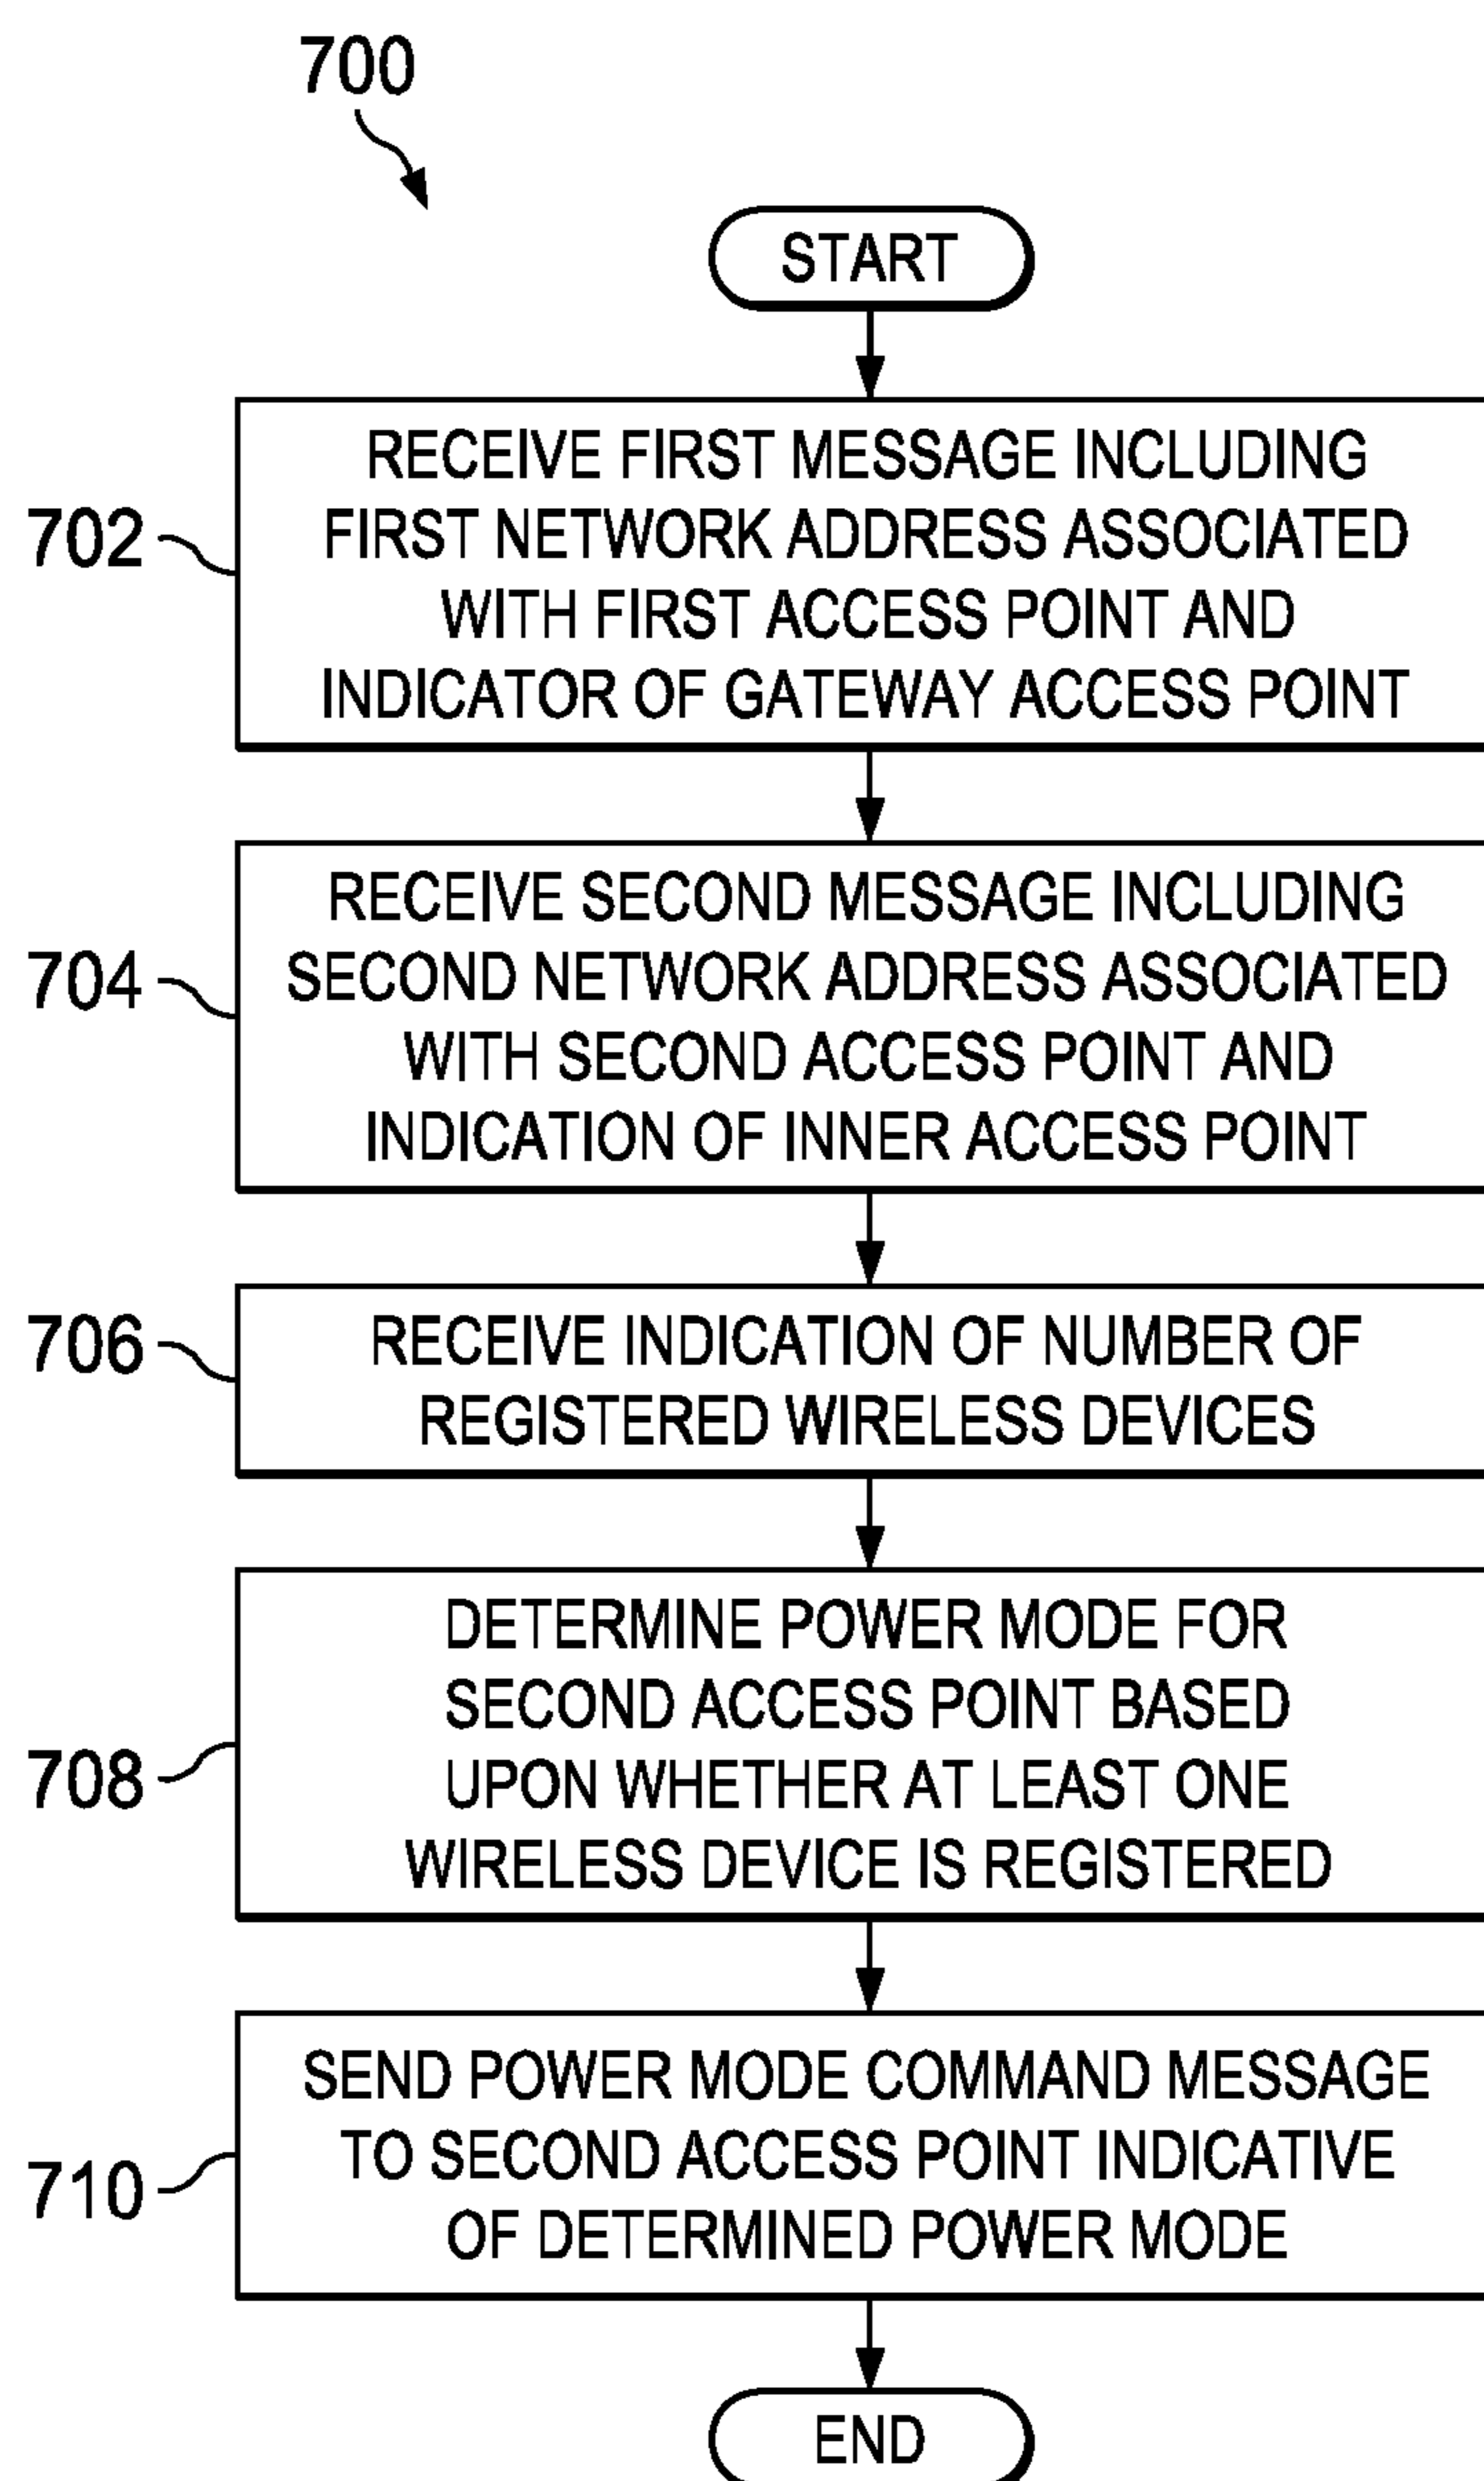 700
START
702
RECEIVE FIRST MESSAGE INCLUDING
FIRST NETWORK ADDRESS ASSOCIATED
WITH FIRST ACCESS POINT AND
INDICATOR OF GATEWAY ACCESS POINT
704
RECEIVE SECOND MESSAGE INCLUDING
SECOND NETWORK ADDRESS ASSOCIATED
WITH SECOND ACCESS POINT AND
INDICATION OF INNER ACCESS POINT
706
RECEIVE INDICATION OF NUMBER OF
REGISTERED WIRELESS DEVICES
708
DETERMINE POWER MODE FOR
SECOND ACCESS POINT BASED
UPON WHETHER AT LEAST ONE
WIRELESS DEVICE IS REGISTERED
710
SEND POWER MODE COMMAND MESSAGE
TO SECOND ACCESS POINT INDICATIVE
OF DETERMINED POWER MODE
END